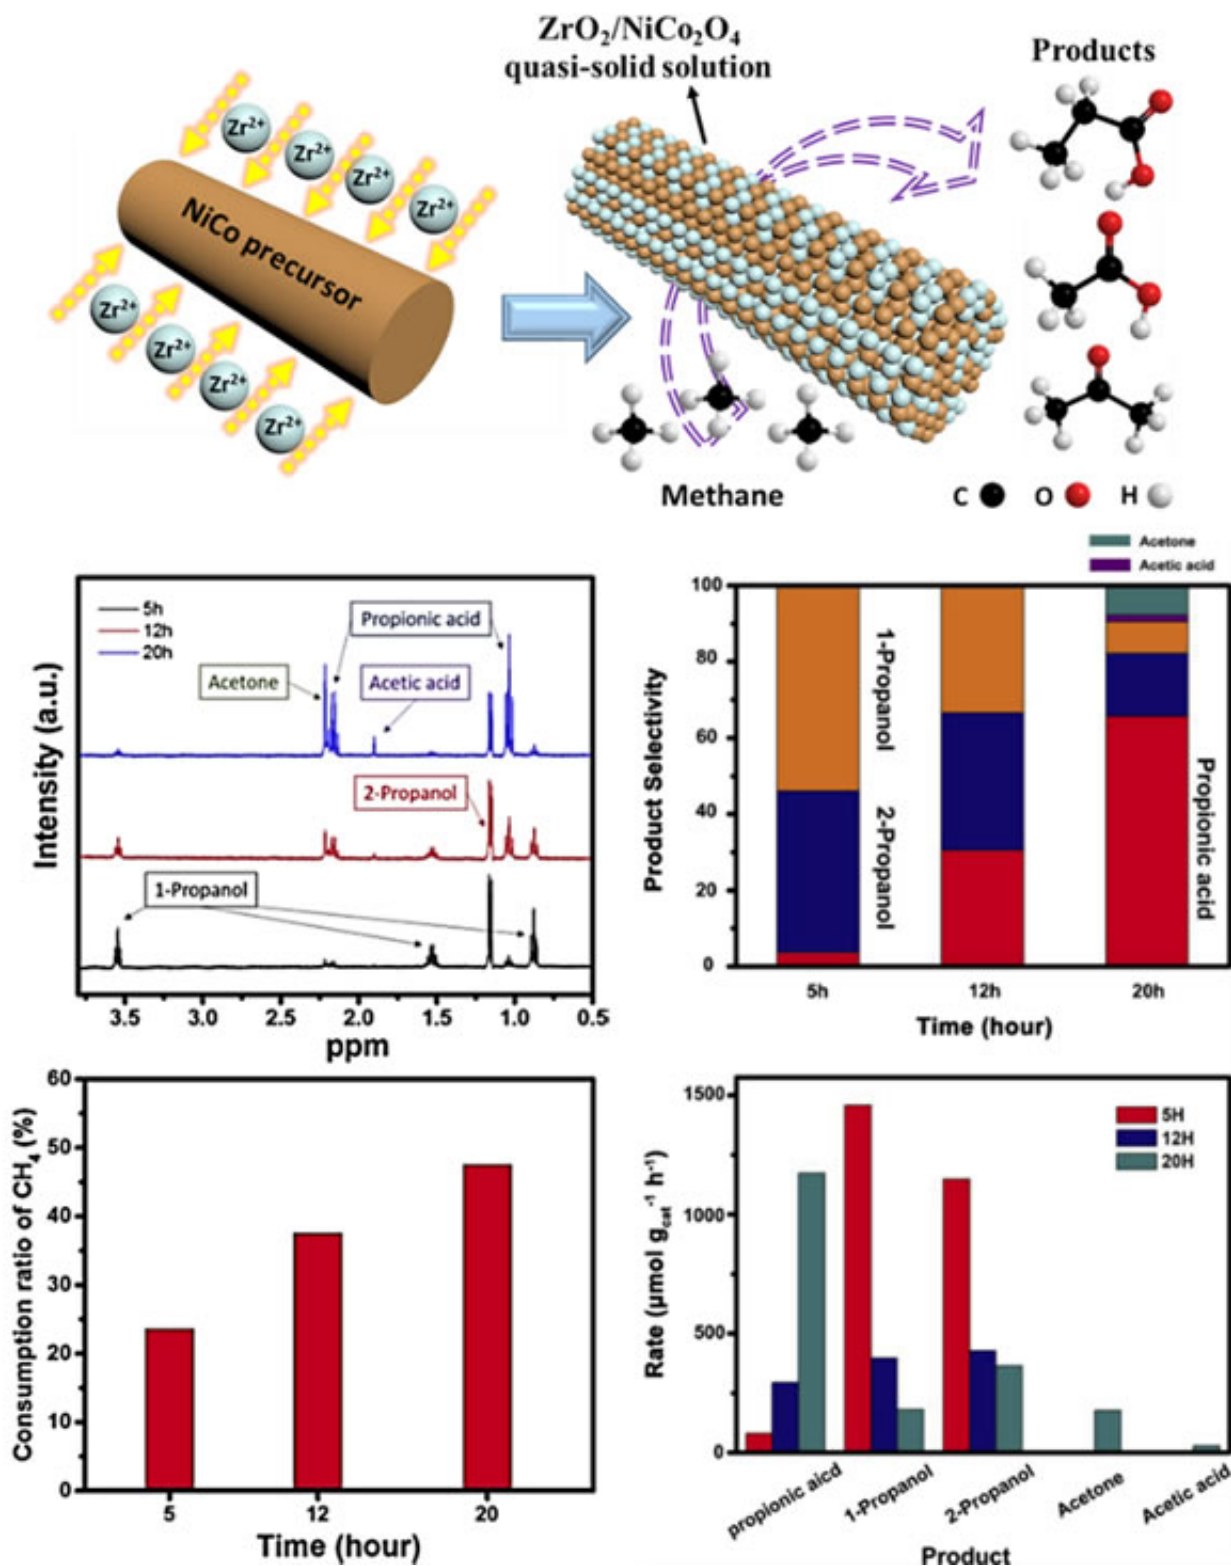 ZrO₂/NiCo₂O₄
quasi-solid solution
Products
Zr²⁺
Zr²⁺
Zr²⁺
Zr²⁺
NiCo precursor
Zr²⁺
Zr²⁺
Zr²⁺
Zr²⁺
Methane
C O H
5h
12h
20h
Propionic acid
Acetone
Acetic acid
2-Propanol
1-Propanol
Intensity (a.u.)
3.5 3.0 2.5 2.0 1.5 1.0 0.5
ppm
Acetone
Acetic acid
100
80
60
40
20
0
Product Selectivity
1-Propanol
2-Propanol
Propionic acid
5h 12h 20h
Time (hour)
60
50
40
30
20
10
0
Consumption ratio of CH₄ (%)
5 12 20
Time (hour)
1500
1000
500
0
Rate (μmol g_cat⁻¹ h⁻¹)
5H
12H
20H
propionic aicd
1-Propanol
2-Propanol
Acetone
Acetic acid
Product